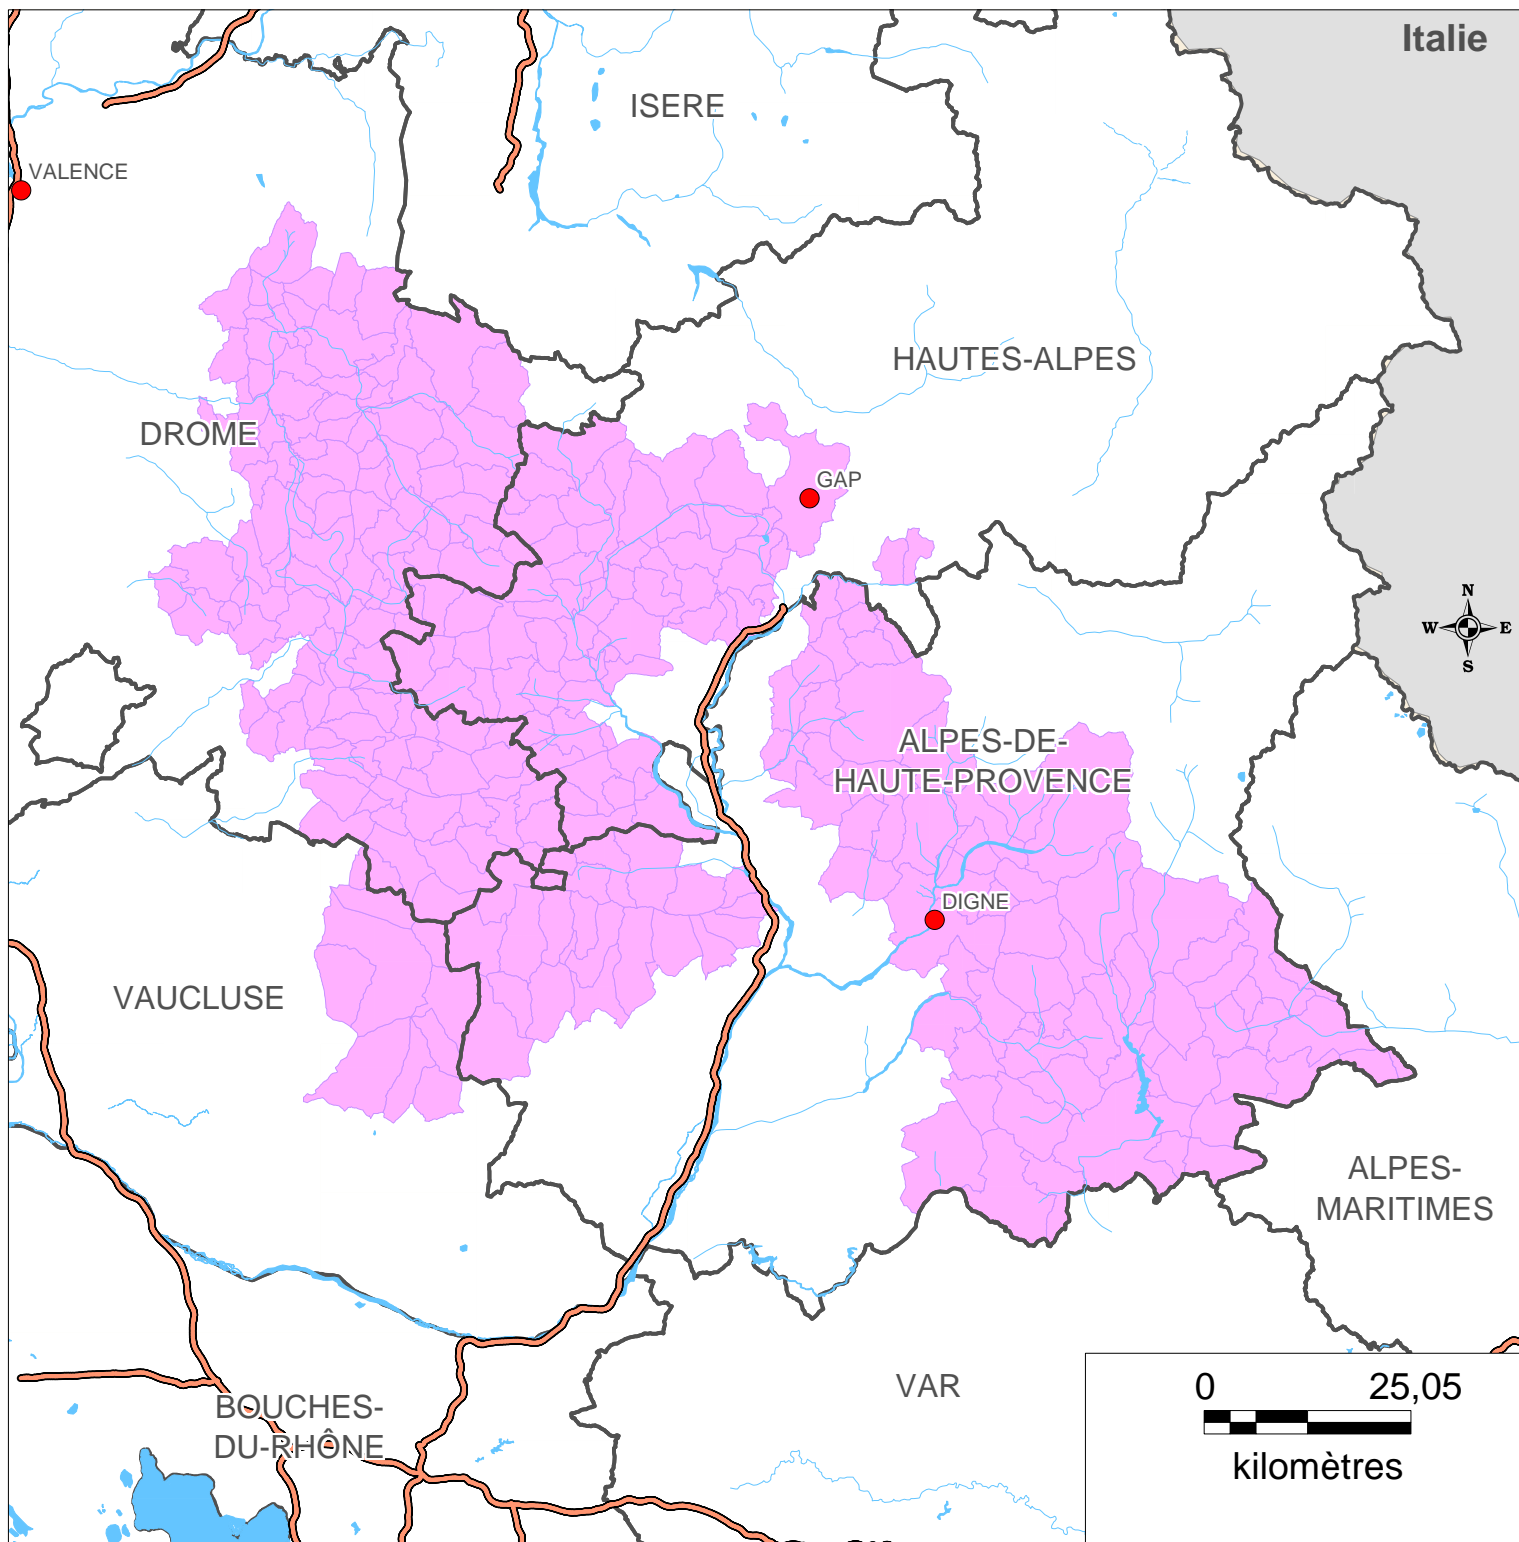 Italie
ISERE
VALENCE
HAUTES-ALPES
DROME
GAP
N
W E
S
ALPES-DE-
HAUTE-PROVENCE
DIGNE
VAUCLUSE
ALPES-
MARITIMES
VAR
BOUCHES-
DU-RHÔNE
0 25,05
kilomètres